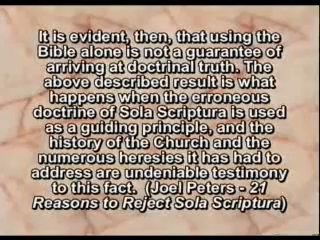 It is evident, then, that using the
Bible alone is not a guarantee of
arriving at doctrinal truth. The
above described result is what
happens when the erroneous
doctrine of Sola Scriptura is used
as a guiding principle, and the
history of the Church and the
numerous heresies it has had to
address are undeniable testimony
to this fact. (Joel Peters - 21
Reasons to Reject Sola Scriptura)